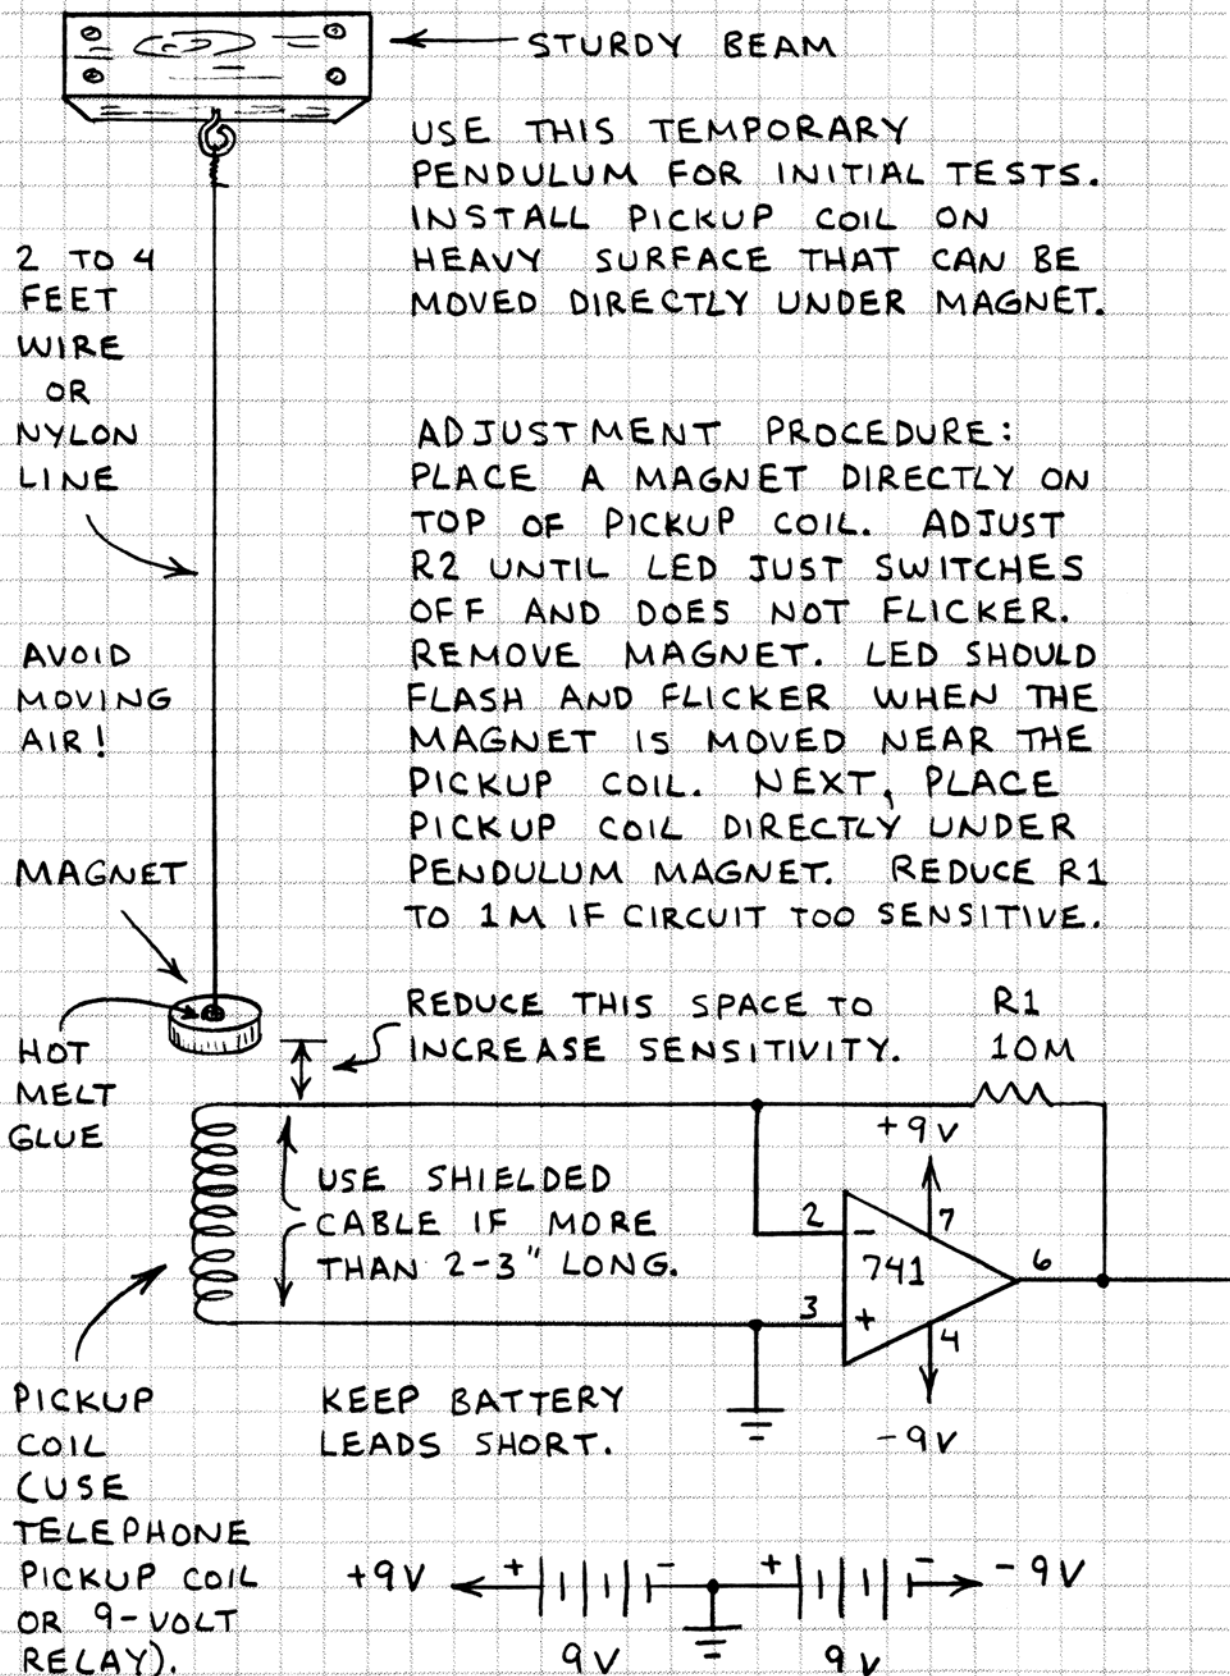 STURDY BEAM
USE THIS TEMPORARY
PENDULUM FOR INITIAL TESTS.
INSTALL PICKUP COIL ON
HEAVY SURFACE THAT CAN BE
MOVED DIRECTLY UNDER MAGNET.
2 TO 4
FEET
WIRE
OR
NYLON
LINE
ADJUSTMENT PROCEDURE:
PLACE A MAGNET DIRECTLY ON
TOP OF PICKUP COIL. ADJUST
R2 UNTIL LED JUST SWITCHES
OFF AND DOES NOT FLICKER.
REMOVE MAGNET. LED SHOULD
FLASH AND FLICKER WHEN THE
MAGNET IS MOVED NEAR THE
PICKUP COIL. NEXT, PLACE
PICKUP COIL DIRECTLY UNDER
PENDULUM MAGNET. REDUCE R1
TO 1M IF CIRCUIT TOO SENSITIVE.
AVOID
MOVING
AIR!
MAGNET
HOT
MELT
GLUE
REDUCE THIS SPACE TO
INCREASE SENSITIVITY.
R1
10M
+9V
USE SHIELDED
CABLE IF MORE
THAN 2-3" LONG.
2
-
7
741
6
3
+
4
-9V
PICKUP
COIL
(USE
TELEPHONE
PICKUP COIL
OR 9-VOLT
RELAY).
KEEP BATTERY
LEADS SHORT.
+9V + - + - -9V
9V 9V